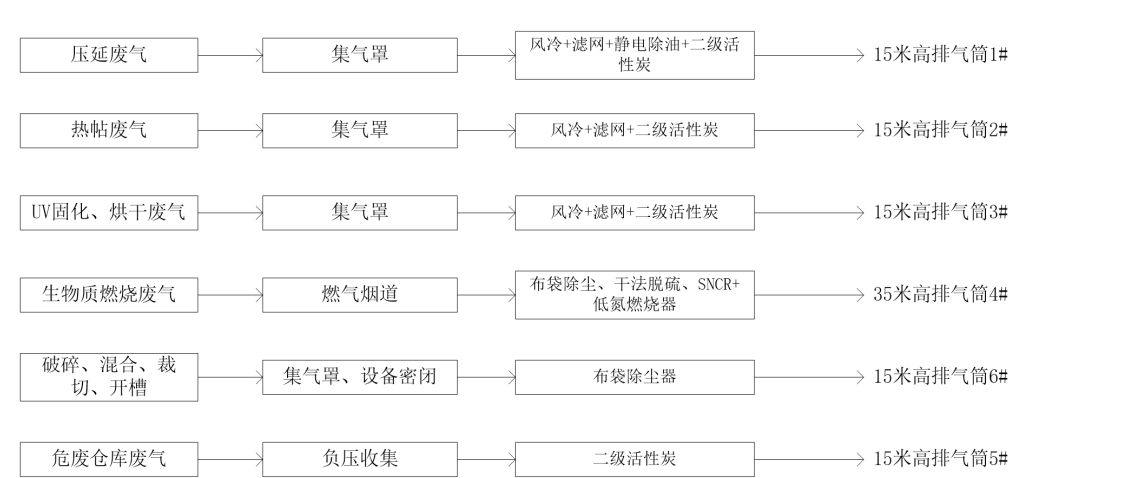 压延废气
集气罩
风冷+滤网+静电除油+二级活
性炭
15米高排气筒1#
热帖废气
集气罩
风冷+滤网+二级活性炭
15米高排气筒2#
UV固化、烘干废气
集气罩
风冷+滤网+二级活性炭
15米高排气筒3#
生物质燃烧废气
燃气烟道
布袋除尘、干法脱硫、SNCR+
低氮燃烧器
35米高排气筒4#
破碎、混合、裁
切、开槽
集气罩、设备密闭
布袋除尘器
15米高排气筒6#
危废仓库废气
负压收集
二级活性炭
15米高排气筒5#